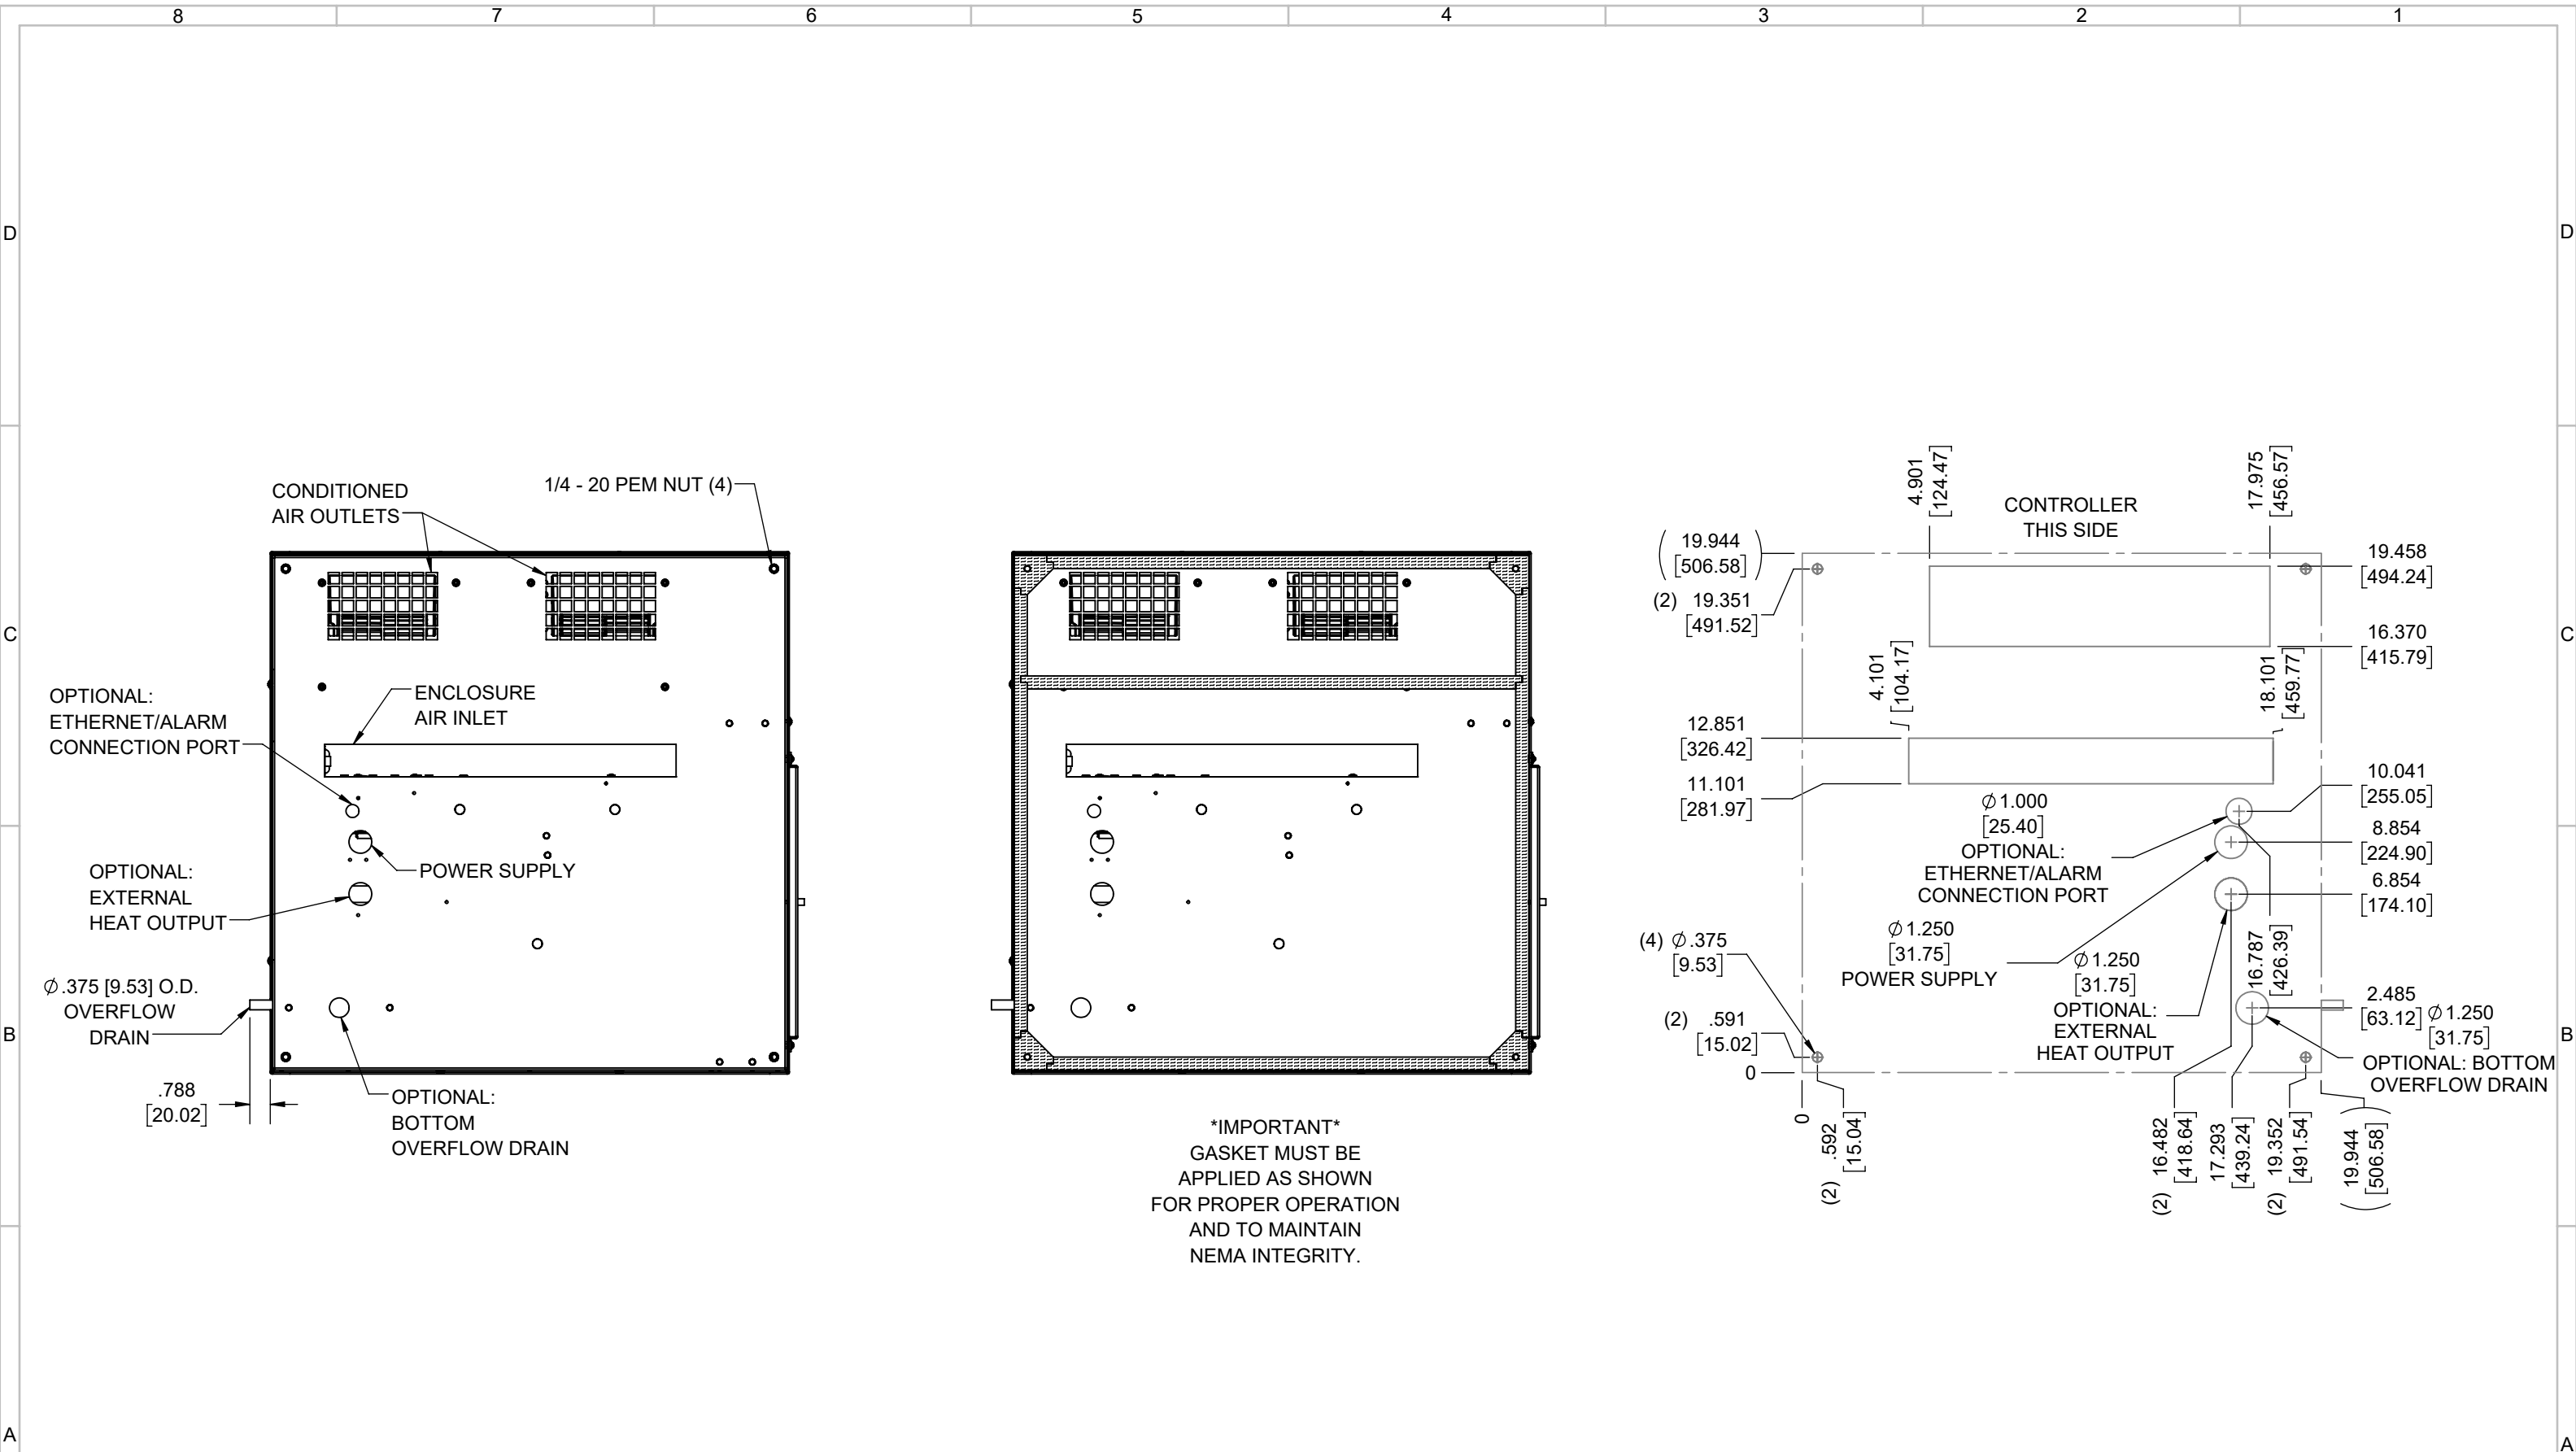 8 7 6 5 4 3 2 1
D D
C C
B B
A A
CONDITIONED
AIR OUTLETS
1/4 - 20 PEM NUT (4)
OPTIONAL:
ETHERNET/ALARM
CONNECTION PORT
ENCLOSURE
AIR INLET
POWER SUPPLY
OPTIONAL:
EXTERNAL
HEAT OUTPUT
∅.375 [9.53] O.D.
OVERFLOW
DRAIN
.788
[20.02]
OPTIONAL:
BOTTOM
OVERFLOW DRAIN
*IMPORTANT*
GASKET MUST BE
APPLIED AS SHOWN
FOR PROPER OPERATION
AND TO MAINTAIN
NEMA INTEGRITY.
4.901
[124.47]
CONTROLLER
THIS SIDE
17.975
[456.57]
(19.944
[506.58])
(2) 19.351
[491.52]
19.458
[494.24]
16.370
[415.79]
4.101
[104.17]
18.101
[459.77]
12.851
[326.42]
11.101
[281.97]
10.041
[255.05]
∅1.000
[25.40]
OPTIONAL:
ETHERNET/ALARM
CONNECTION PORT
8.854
[224.90]
6.854
[174.10]
(4) ∅.375
[9.53]
∅1.250
[31.75]
POWER SUPPLY
∅1.250
[31.75]
OPTIONAL:
EXTERNAL
HEAT OUTPUT
16.787
[426.39]
2.485
[63.12]
∅1.250
[31.75]
OPTIONAL: BOTTOM
OVERFLOW DRAIN
(2) .591
[15.02]
0
0
(2) .592
[15.04]
(2) 16.482
[418.64]
17.293
[439.24]
(2) 19.352
[491.54]
(19.944
[506.58])